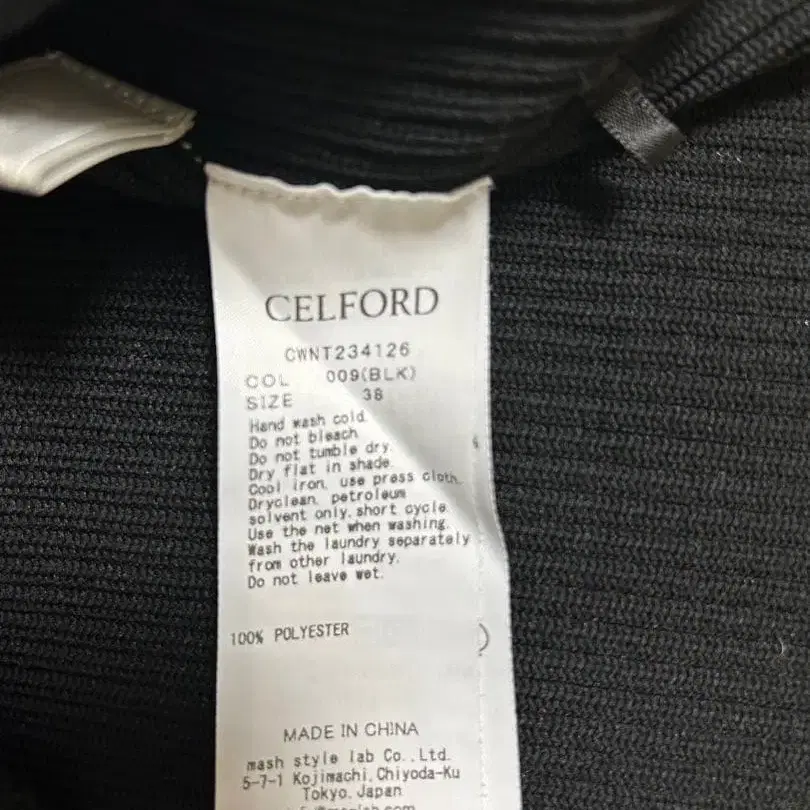 CELFORD
CWNT234126
COL 009(BLK)
SIZE 38
Hand wash cold.
Do not bleach.
Do not tumble dry.
Dry flat in shade.
Cool iron, use press cloth.
Dryclean, petroleum
solvent only, short cycle.
Use the net when washing.
Wash the laundry separately
from other laundry.
Do not leave wet.
100% POLYESTER
MADE IN CHINA
mash style lab Co.,Ltd.
5-7-1 Kojimachi,Chiyoda-Ku
Tokyo,Japan